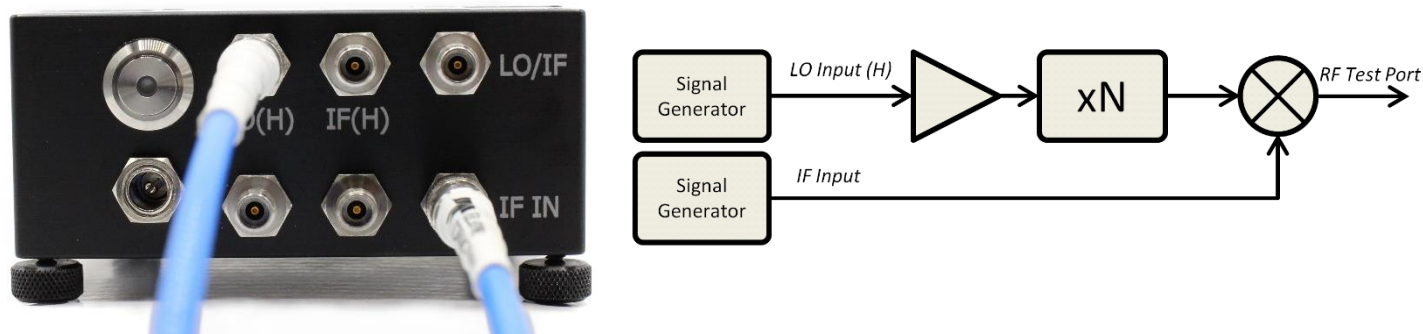 LO/IF
(H) IF(H)
IF IN
Signal
Generator
LO Input (H)
xN
RF Test Port
Signal
Generator
IF Input